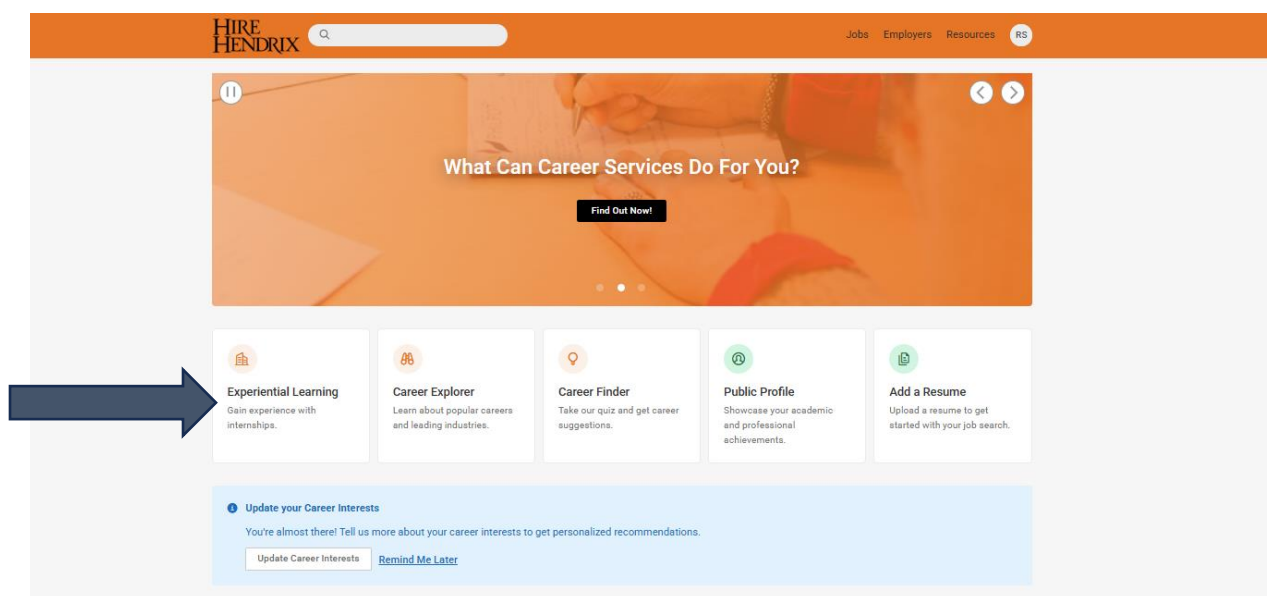 HIRE
HENDRIX
Jobs Employers Resources RS
What Can Career Services Do For You?
Find Out Now!
Experiential Learning
Gain experience with
internships.
Career Explorer
Learn about popular careers
and leading industries.
Career Finder
Take our quiz and get career
suggestions.
Public Profile
Showcase your academic
and professional
achievements.
Add a Resume
Upload a resume to get
started with your job search.
Update your Career Interests
You're almost there! Tell us more about your career interests to get personalized recommendations.
Update Career Interests Remind Me Later